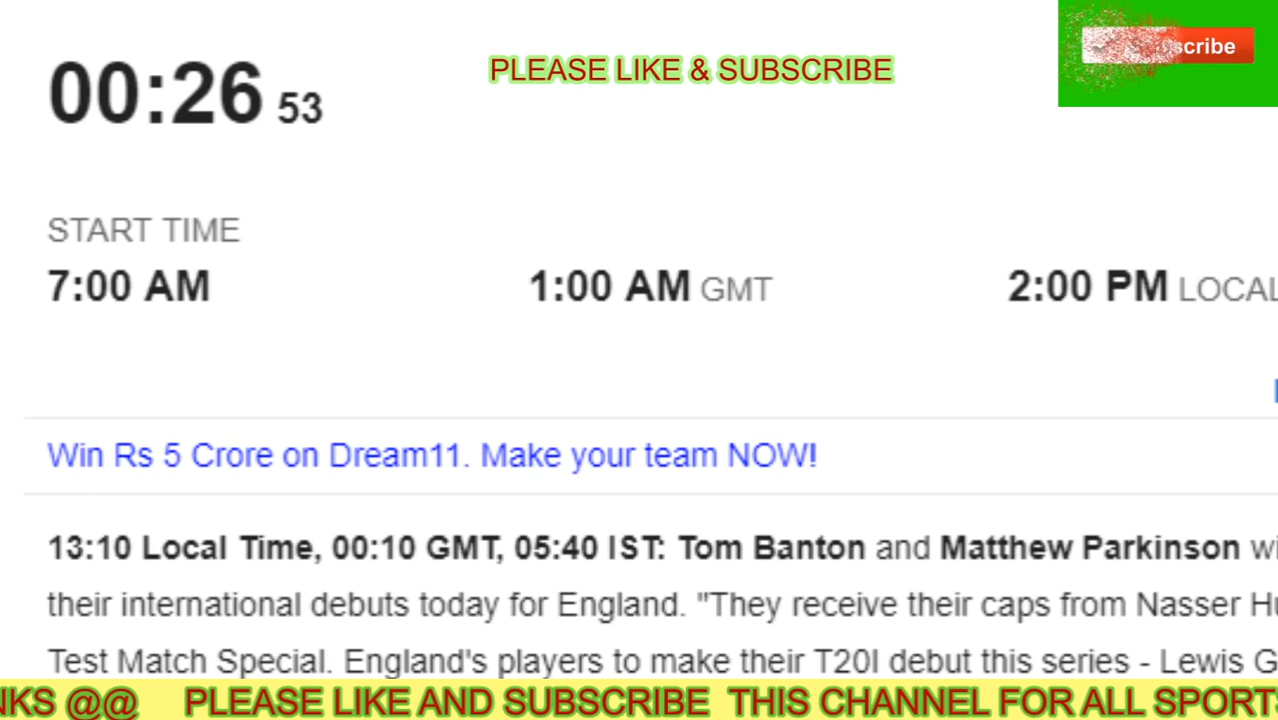 PLEASE LIKE & SUBSCRIBE
00:26 53
START TIME
7:00 AM 1:00 AM GMT 2:00 PM LOCAL
Win Rs 5 Crore on Dream11. Make your team NOW!
13:10 Local Time, 00:10 GMT, 05:40 IST: Tom Banton and Matthew Parkinson
their international debuts today for England. "They receive their caps from Nasser
Test Match Special. England's players to make their T20I debut this series - Lewis
@@ PLEASE LIKE AND SUBSCRIBE THIS CHANNEL FOR ALL